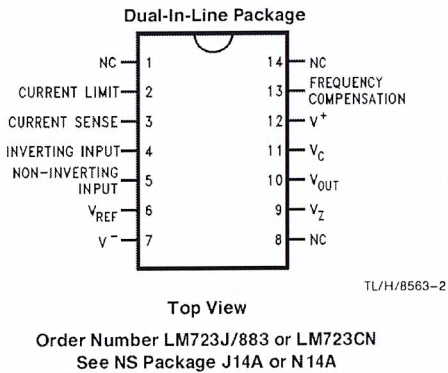 Dual-In-Line Package
NC 1 14 NC
CURRENT LIMIT 2 13 FREQUENCY
COMPENSATION
CURRENT SENSE 3 12 V+
INVERTING INPUT 4 11 VC
NON-INVERTING
INPUT 5 10 VOUT
VREF 6 9 VZ
V- 7 8 NC
TL/H/8563-2
Top View
Order Number LM723J/883 or LM723CN
See NS Package J14A or N14A